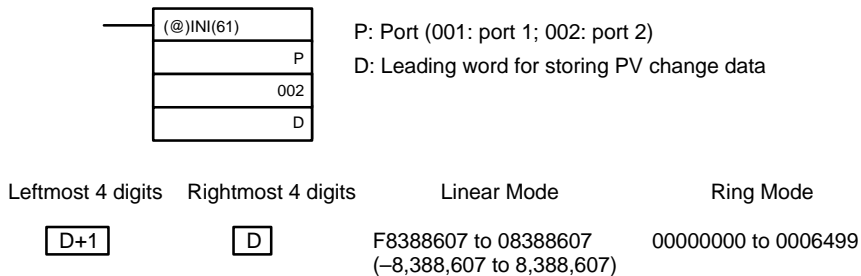 (@)INI(61)
P
002
D
P: Port (001: port 1; 002: port 2)
D: Leading word for storing PV change data
Leftmost 4 digits Rightmost 4 digits Linear Mode Ring Mode
D+1 D F8388607 to 08388607 00000000 to 0006499
(–8,388,607 to 8,388,607)